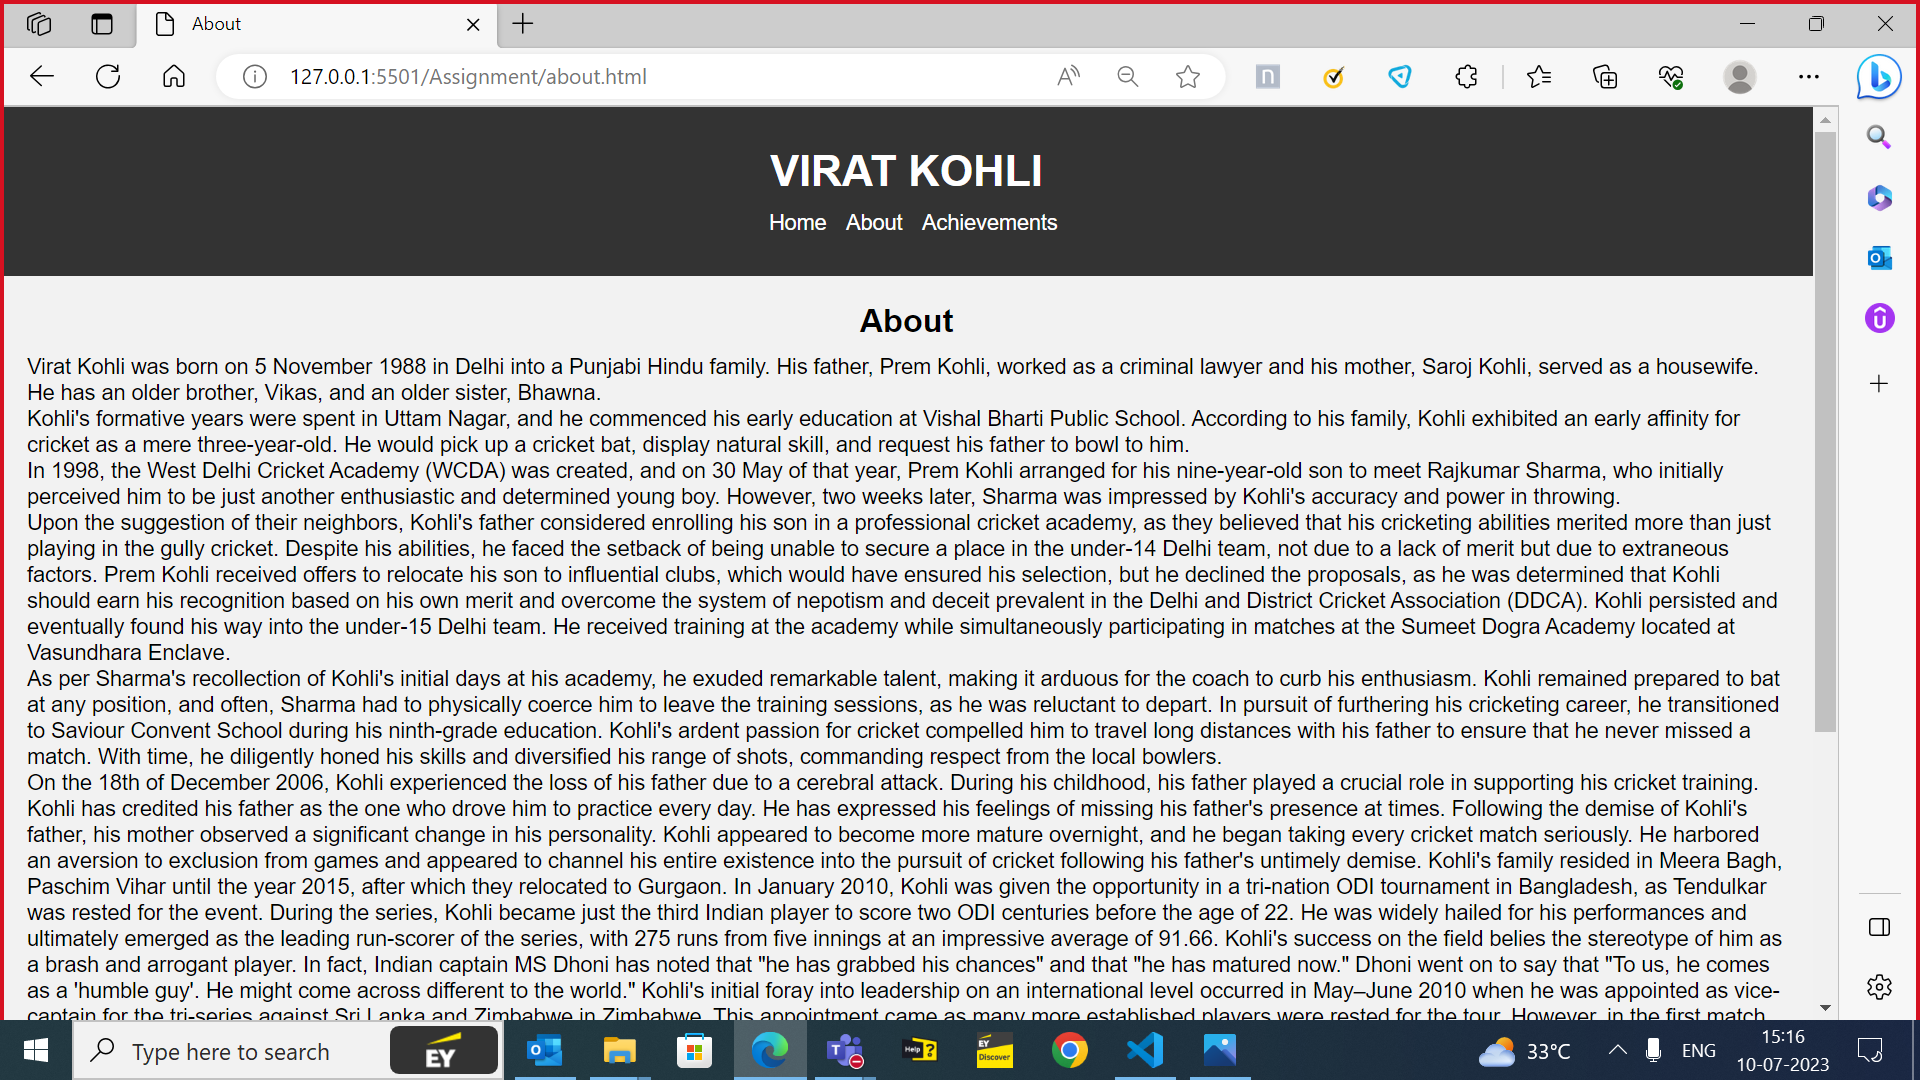 About
127.0.0.1:5501/Assignment/about.html
VIRAT KOHLI
Home About Achievements
About
Virat Kohli was born on 5 November 1988 in Delhi into a Punjabi Hindu family. His father, Prem Kohli, worked as a criminal lawyer and his mother, Saroj Kohli, served as a housewife.
He has an older brother, Vikas, and an older sister, Bhawna.
Kohli's formative years were spent in Uttam Nagar, and he commenced his early education at Vishal Bharti Public School. According to his family, Kohli exhibited an early affinity for
cricket as a mere three-year-old. He would pick up a cricket bat, display natural skill, and request his father to bowl to him.
In 1998, the West Delhi Cricket Academy (WCDA) was created, and on 30 May of that year, Prem Kohli arranged for his nine-year-old son to meet Rajkumar Sharma, who initially
perceived him to be just another enthusiastic and determined young boy. However, two weeks later, Sharma was impressed by Kohli's accuracy and power in throwing.
Upon the suggestion of their neighbors, Kohli's father considered enrolling his son in a professional cricket academy, as they believed that his cricketing abilities merited more than just
playing in the gully cricket. Despite his abilities, he faced the setback of being unable to secure a place in the under-14 Delhi team, not due to a lack of merit but due to extraneous
factors. Prem Kohli received offers to relocate his son to influential clubs, which would have ensured his selection, but he declined the proposals, as he was determined that Kohli
should earn his recognition based on his own merit and overcome the system of nepotism and deceit prevalent in the Delhi and District Cricket Association (DDCA). Kohli persisted and
eventually found his way into the under-15 Delhi team. He received training at the academy while simultaneously participating in matches at the Sumeet Dogra Academy located at
Vasundhara Enclave.
As per Sharma's recollection of Kohli's initial days at his academy, he exuded remarkable talent, making it arduous for the coach to curb his enthusiasm. Kohli remained prepared to bat
at any position, and often, Sharma had to physically coerce him to leave the training sessions, as he was reluctant to depart. In pursuit of furthering his cricketing career, he transitioned
to Saviour Convent School during his ninth-grade education. Kohli's ardent passion for cricket compelled him to travel long distances with his father to ensure that he never missed a
match. With time, he diligently honed his skills and diversified his range of shots, commanding respect from the local bowlers.
On the 18th of December 2006, Kohli experienced the loss of his father due to a cerebral attack. During his childhood, his father played a crucial role in supporting his cricket training.
Kohli has credited his father as the one who drove him to practice every day. He has expressed his feelings of missing his father's presence at times. Following the demise of Kohli's
father, his mother observed a significant change in his personality. Kohli appeared to become more mature overnight, and he began taking every cricket match seriously. He harbored
an aversion to exclusion from games and appeared to channel his entire existence into the pursuit of cricket following his father's untimely demise. Kohli's family resided in Meera Bagh,
Paschim Vihar until the year 2015, after which they relocated to Gurgaon. In January 2010, Kohli was given the opportunity in a tri-nation ODI tournament in Bangladesh, as Tendulkar
was rested for the event. During the series, Kohli became just the third Indian player to score two ODI centuries before the age of 22. He was widely hailed for his performances and
ultimately emerged as the leading run-scorer of the series, with 275 runs from five innings at an impressive average of 91.66. Kohli's success on the field belies the stereotype of him as
a brash and arrogant player. In fact, Indian captain MS Dhoni has noted that "he has grabbed his chances" and that "he has matured now." Dhoni went on to say that "To us, he comes
as a 'humble guy'. He might come across different to the world." Kohli's initial foray into leadership on an international level occurred in May–June 2010 when he was appointed as vice-
captain for the tri-series against Sri Lanka and Zimbabwe in Zimbabwe. This appointment came as many more established players were rested for the tour. However, in the first match
Type here to search
EY
Help ?
EY
Discover
33°C
ENG
15:16
10-07-2023